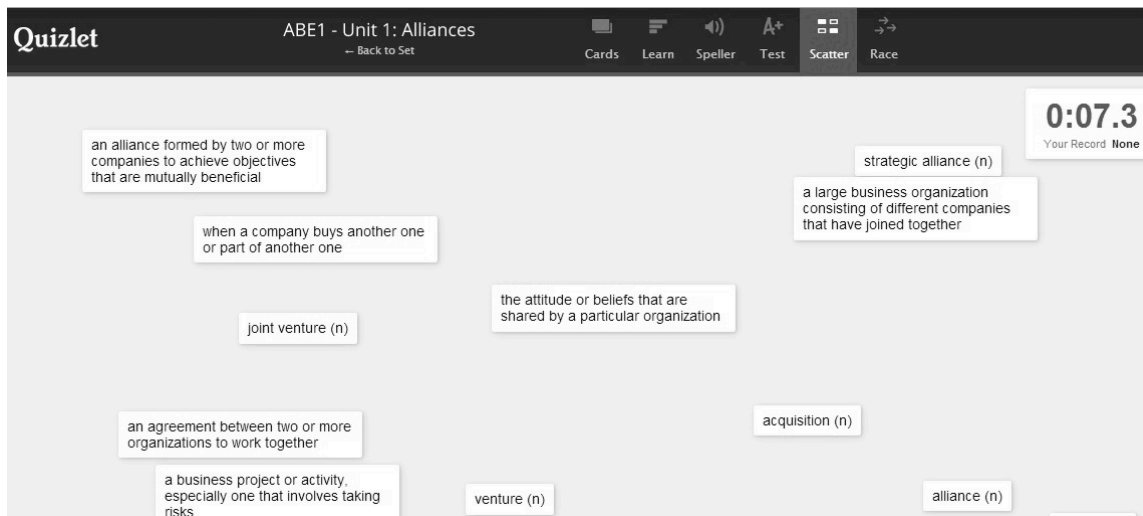 Quizlet
ABE1 - Unit 1: Alliances
← Back to Set
Cards
Learn
Speller
A+
Test
Scatter
Race
0:07.3
Your Record None
an alliance formed by two or more
companies to achieve objectives
that are mutually beneficial
strategic alliance (n)
a large business organization
consisting of different companies
that have joined together
when a company buys another one
or part of another one
the attitude or beliefs that are
shared by a particular organization
joint venture (n)
an agreement between two or more
organizations to work together
acquisition (n)
a business project or activity,
especially one that involves taking
risks
venture (n)
alliance (n)